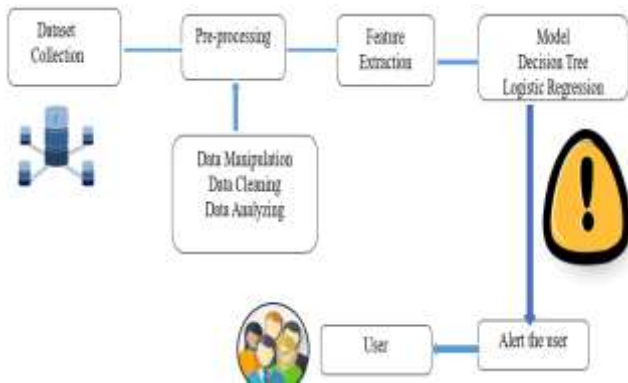 Dataset
Collection
Pre-processing
Feature
Extraction
Model
Decision Tree
Logistic Regression
Data Manipulation
Data Cleaning
Data Analyzing
User
Alert the user